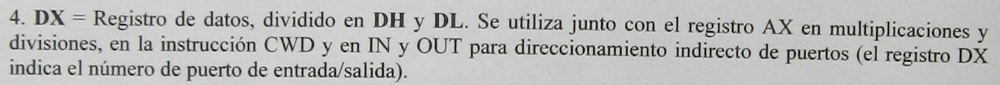 4. DX = Registro de datos, dividido en DH y DL. Se utiliza junto con el registro AX en multiplicaciones y
divisiones, en la instrucción CWD y en IN y OUT para direccionamiento indirecto de puertos (el registro DX
indica el número de puerto de entrada/salida).